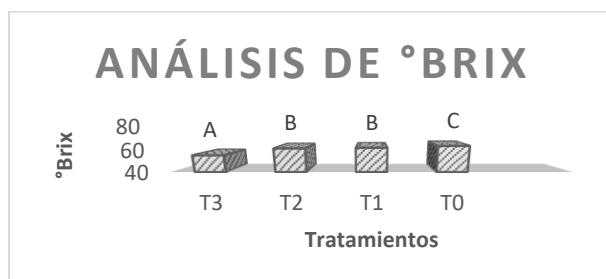 ANÁLISIS DE °BRIX
80
60
40
°Brix
A B B C
T3 T2 T1 T0
Tratamientos